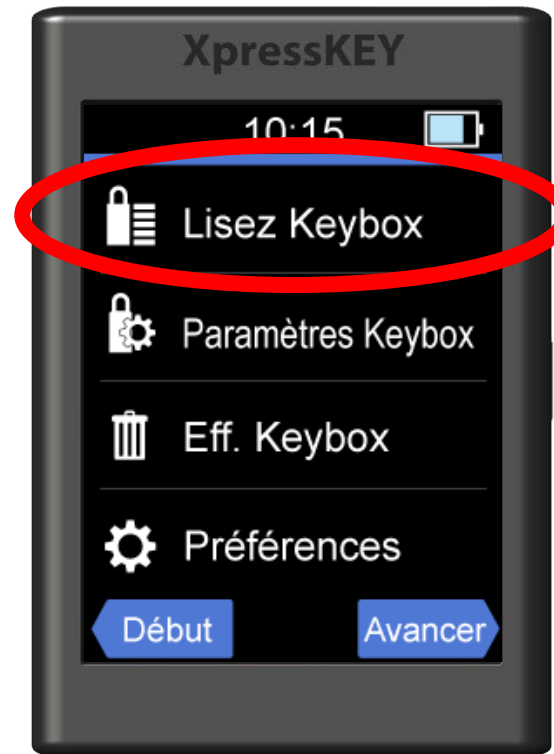 XpressKEY
10:15
Lisez Keybox
Paramètres Keybox
Eff. Keybox
Préférences
Début
Avancer